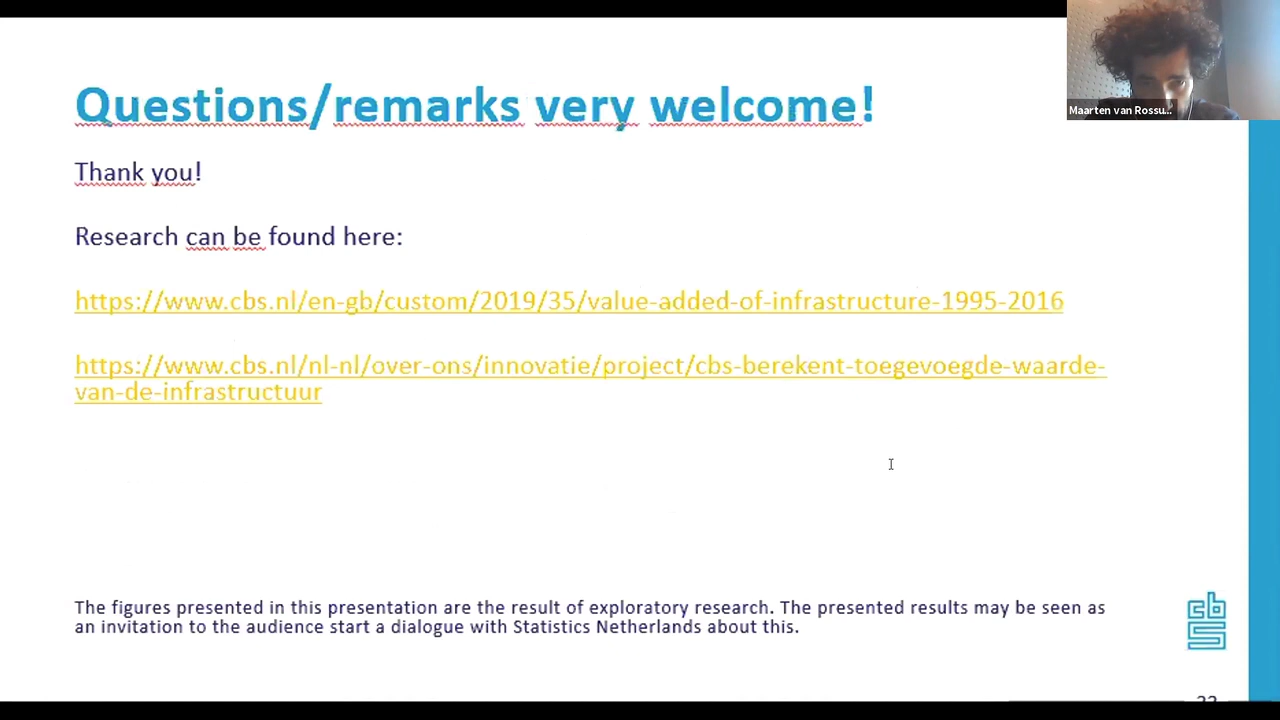 Questions/remarks very welcome!
Maarten van Rossu...
Thank you!
Research can be found here:
https://www.cbs.nl/en-gb/custom/2019/35/value-added-of-infrastructure-1995-2016
https://www.cbs.nl/nl-nl/over-ons/innovatie/project/cbs-berekent-toegevoegde-waarde-
van-de-infrastructuur
The figures presented in this presentation are the result of exploratory research. The presented results may be seen as
an invitation to the audience start a dialogue with Statistics Netherlands about this.
cbs